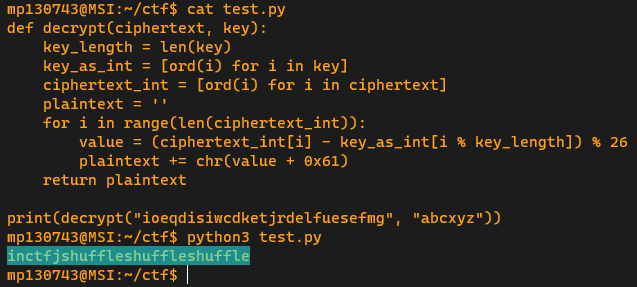 mp130743@MSI:~/ctf$ cat test.py
def decrypt(ciphertext, key):
    key_length = len(key)
    key_as_int = [ord(i) for i in key]
    ciphertext_int = [ord(i) for i in ciphertext]
    plaintext = ''
    for i in range(len(ciphertext_int)):
        value = (ciphertext_int[i] - key_as_int[i % key_length]) % 26
        plaintext += chr(value + 0x61)
    return plaintext

print(decrypt("ioeqdisiwcdketjrdelfuesefmg", "abcxyz"))
mp130743@MSI:~/ctf$ python3 test.py
inctfjshuffleshuffleshuffle
mp130743@MSI:~/ctf$